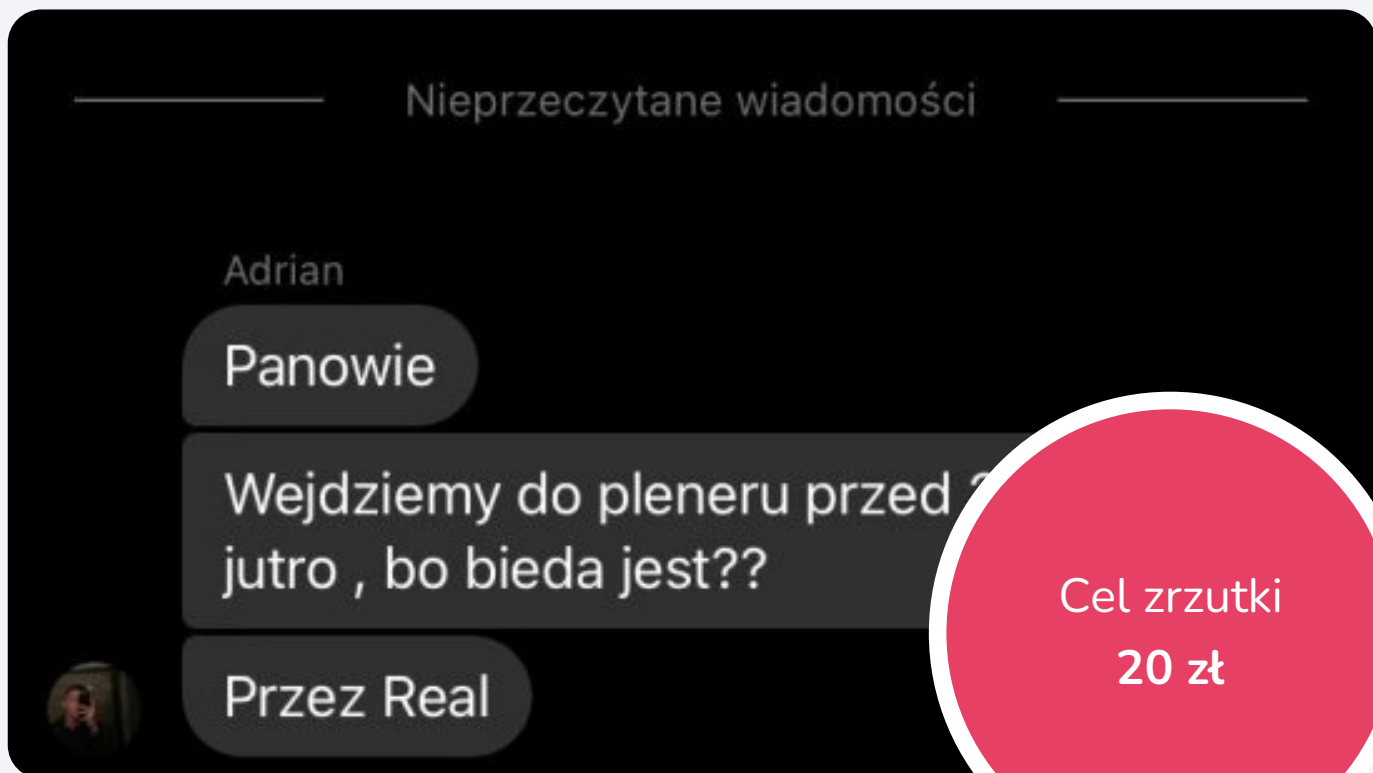 Nieprzeczytane wiadomości
Adrian
Panowie
Wejdziemy do pleneru przed
jutro , bo bieda jest??
Przez Real
Cel zrzutki
20 zł